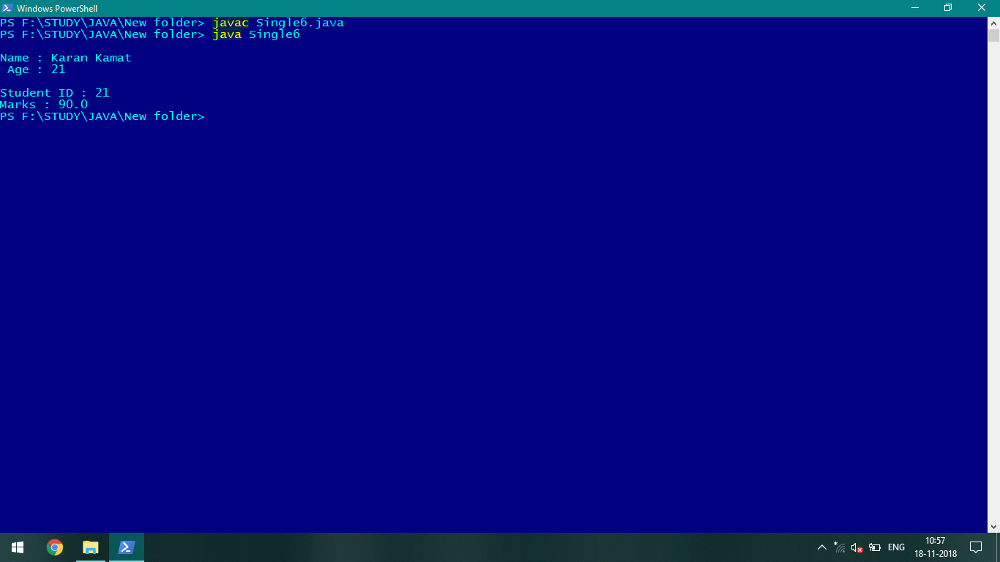 Windows PowerShell
PS F:\STUDY\JAVA\New folder> javac Single6.java
PS F:\STUDY\JAVA\New folder> java Single6
Name : Karan Kamat
 Age : 21
Student ID : 21
Marks : 90.0
PS F:\STUDY\JAVA\New folder>
ENG
10:57
18-11-2018